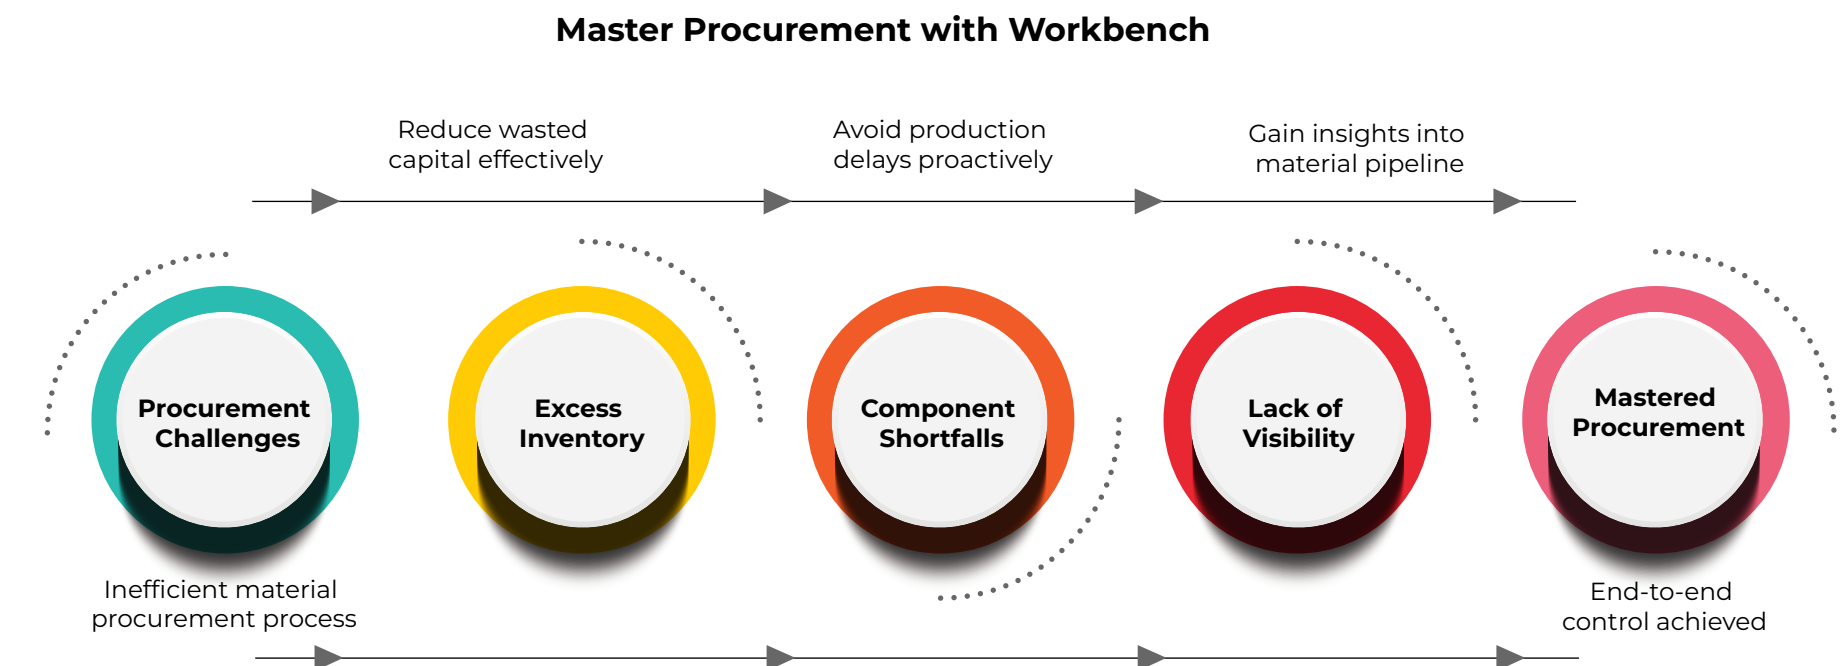 Master Procurement with Workbench
Reduce wasted
capital effectively
Avoid production
delays proactively
Gain insights into
material pipeline
Procurement
Challenges
Excess
Inventory
Component
Shortfalls
Lack of
Visibility
Mastered
Procurement
Inefficient material
procurement process
End-to-end
control achieved